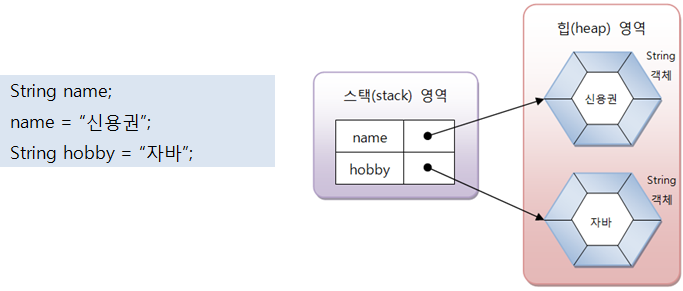 String name;
name = “신용권”;
String hobby = “자바”;
스택(stack) 영역
name
hobby
힙(heap) 영역
String
객체
신용권
String
객체
자바